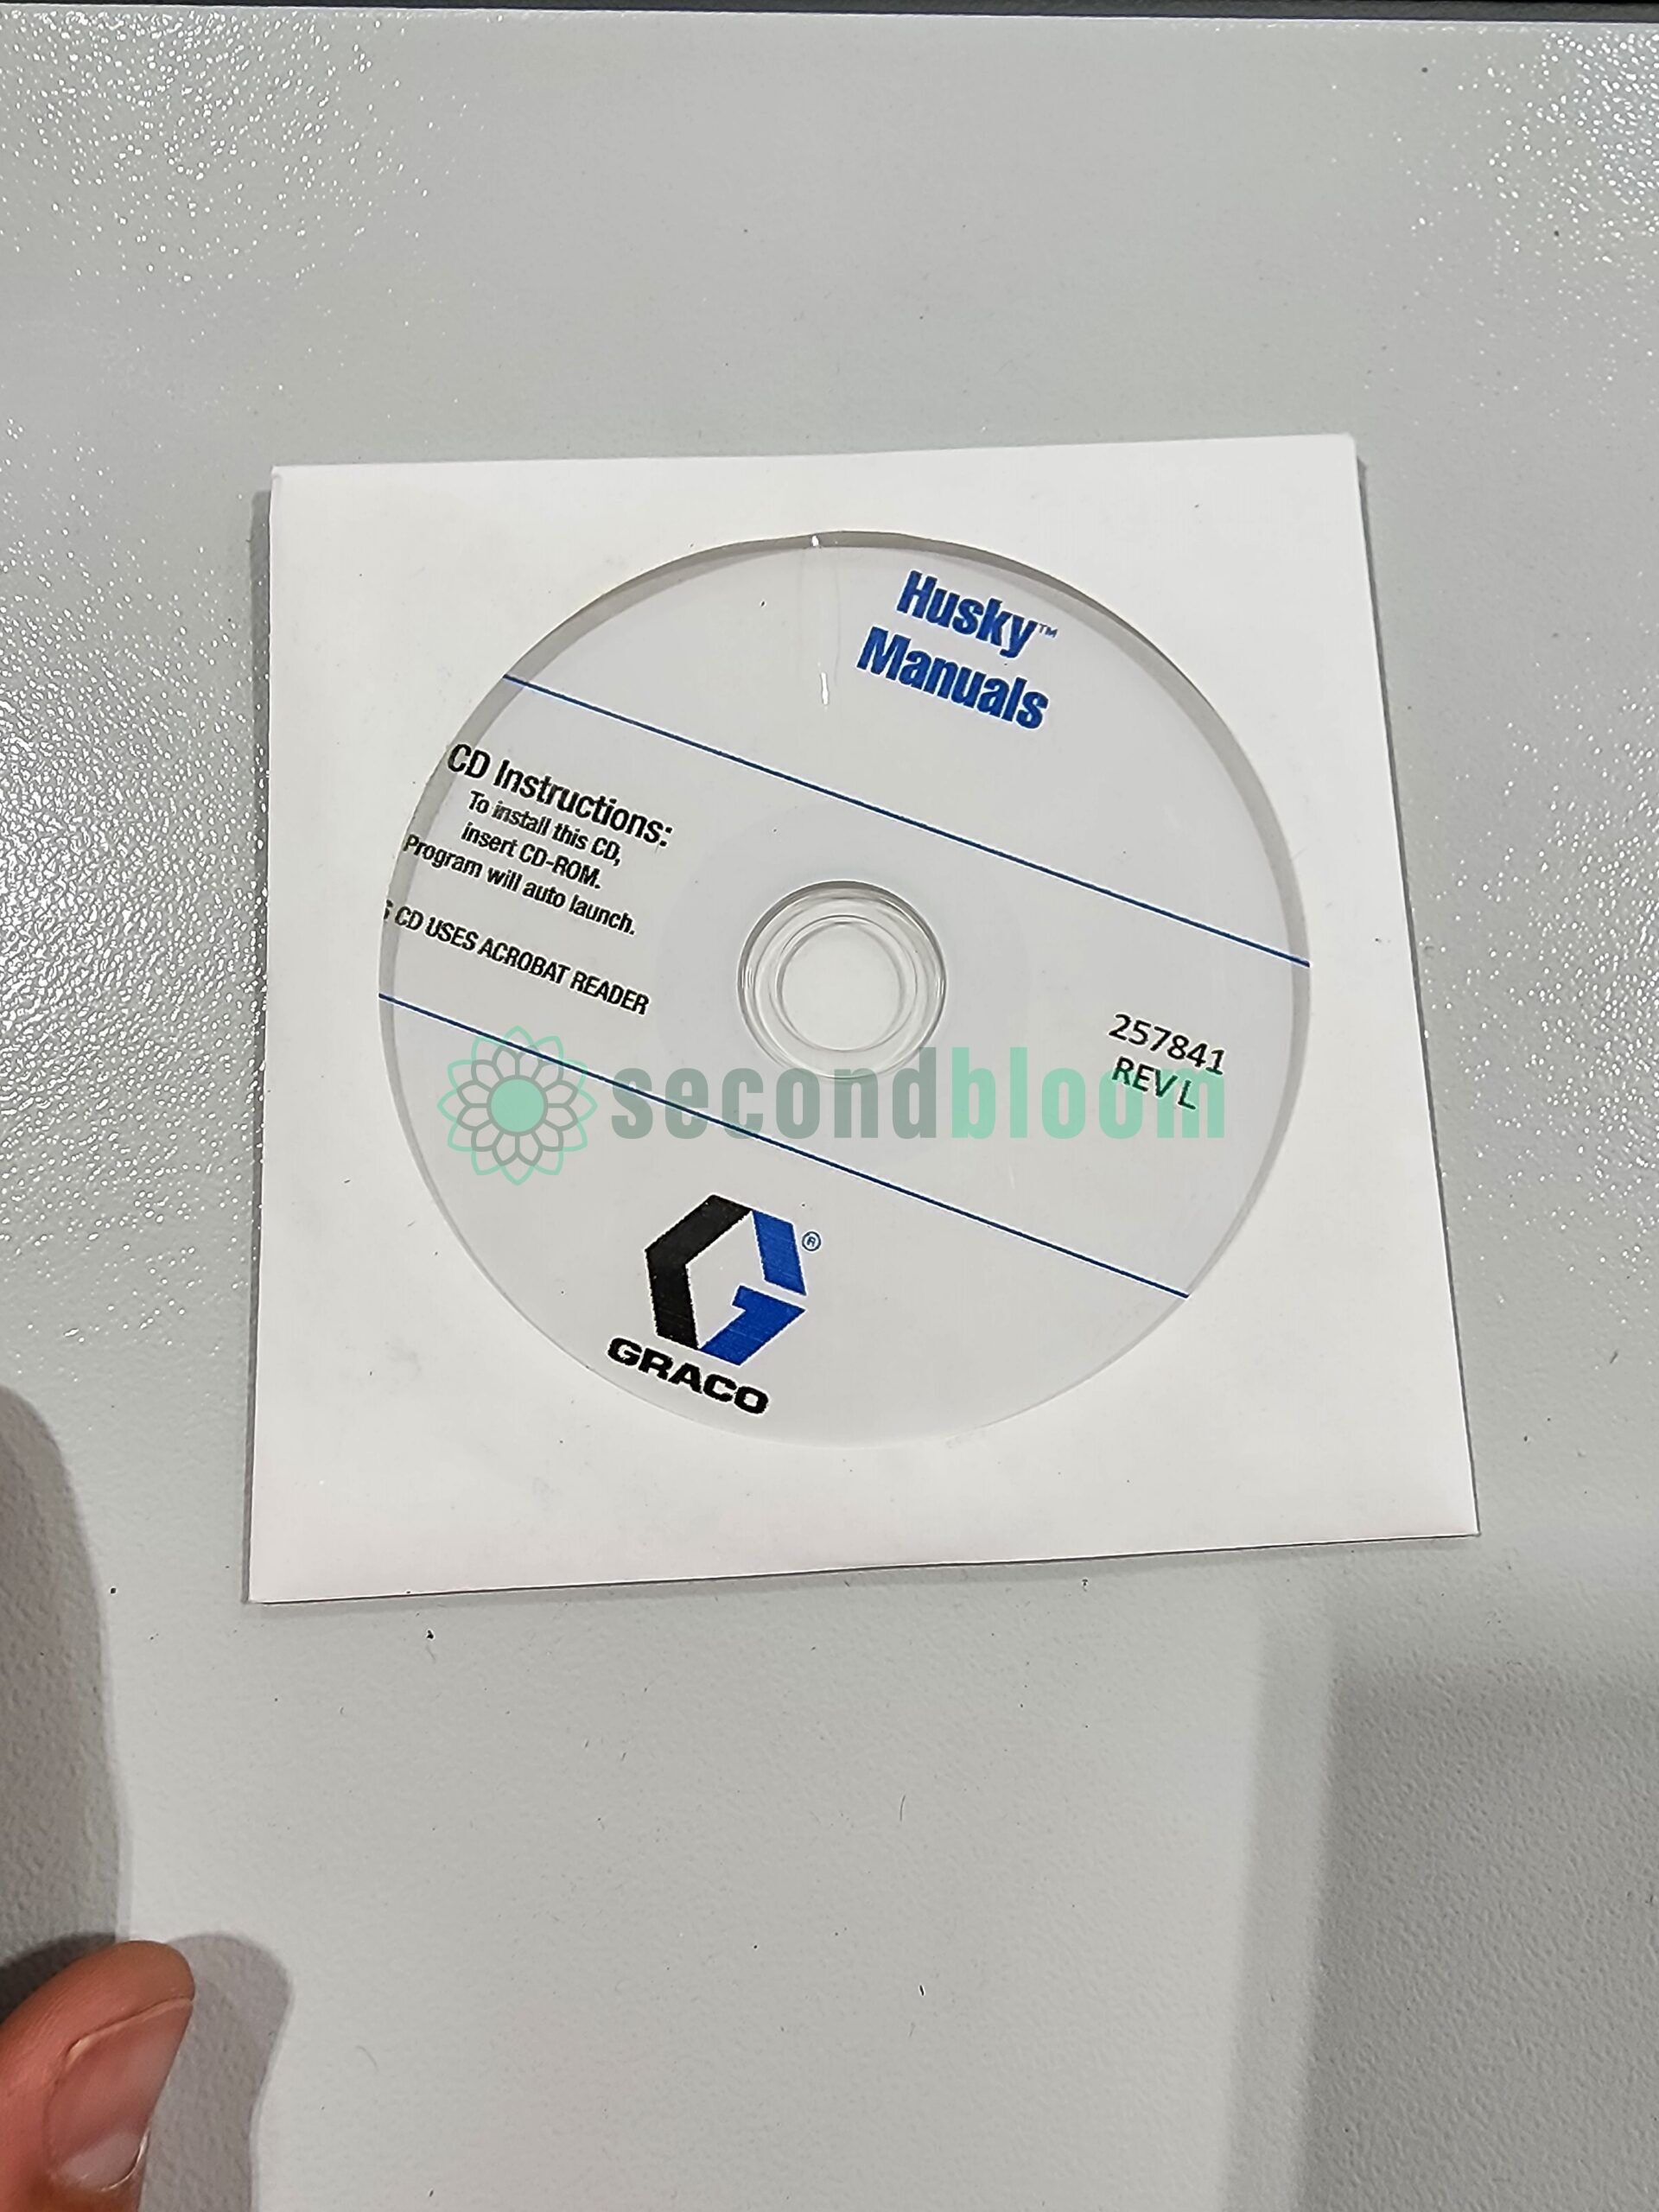 Husky™
Manuals
CD Instructions:
To install this CD,
insert CD-ROM.
Program will auto launch.
CD USES ACROBAT READER
257841
REV L
secondbloom
®
GRACO